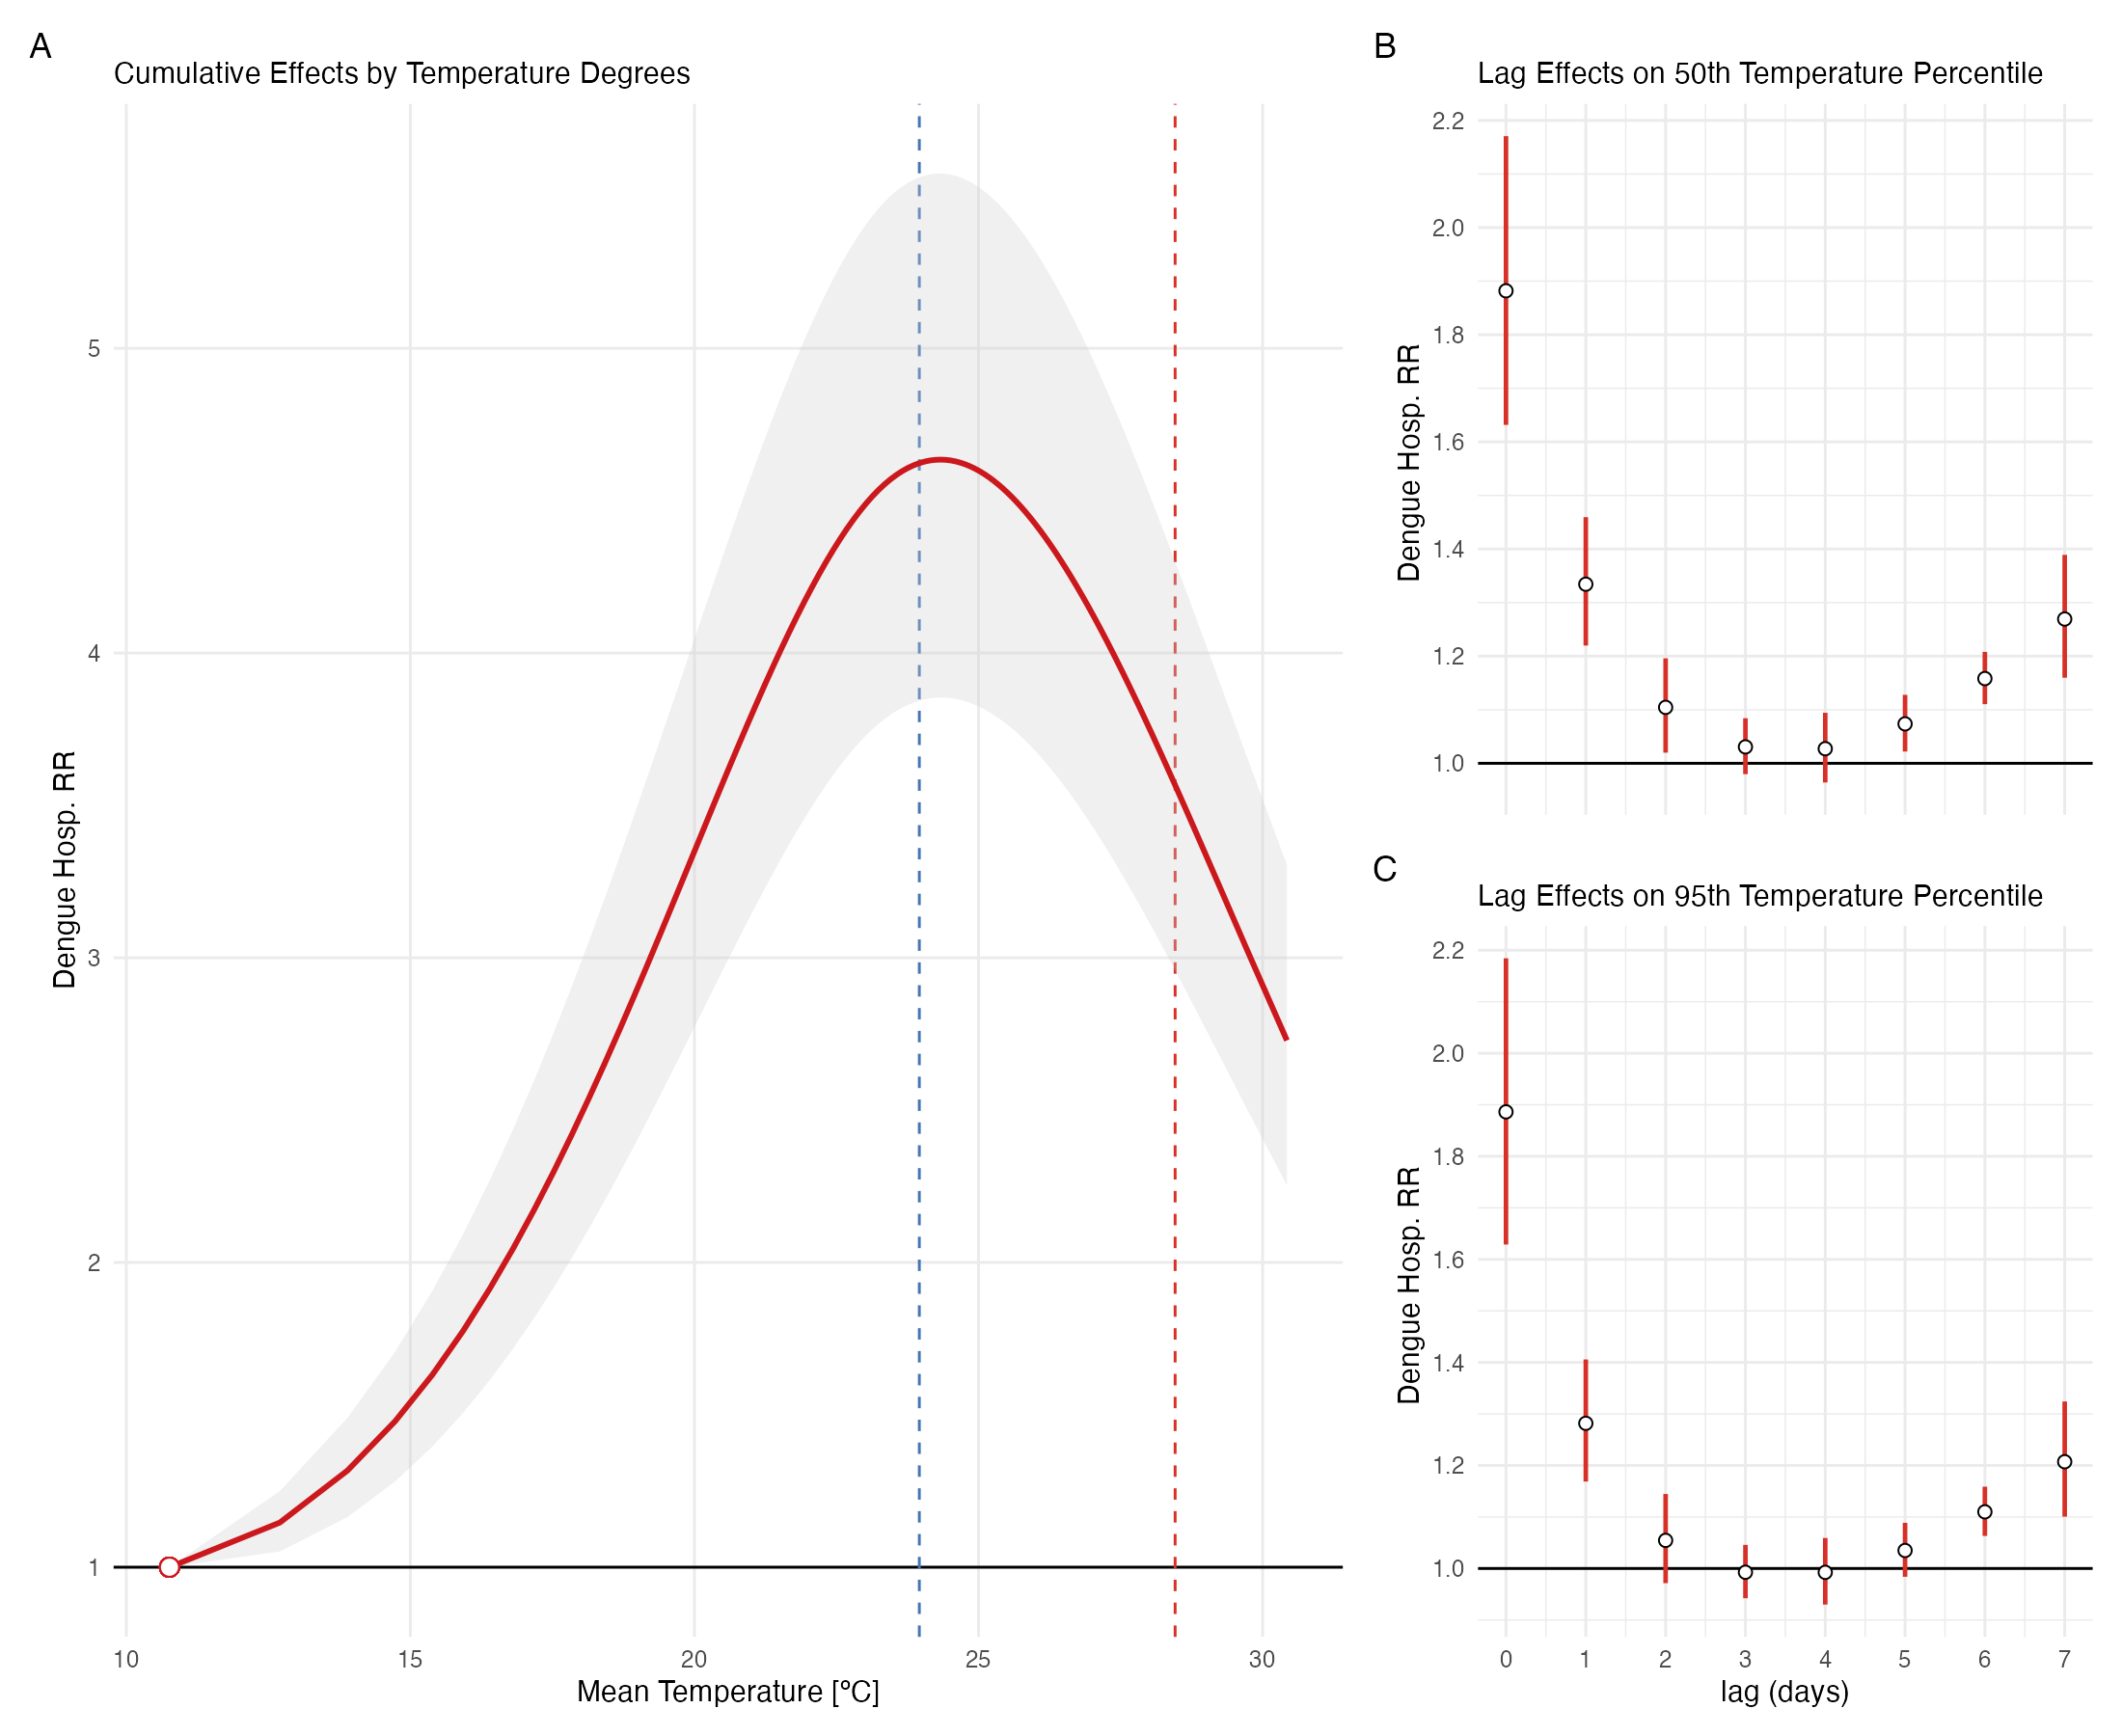 A
Cumulative Effects by Temperature Degrees
Dengue Hosp. RR
5
4
3
2
1
10 15 20 25 30
Mean Temperature [°C]
B
Lag Effects on 50th Temperature Percentile
Dengue Hosp. RR
2.2
2.0
1.8
1.6
1.4
1.2
1.0
C
Lag Effects on 95th Temperature Percentile
Dengue Hosp. RR
2.2
2.0
1.8
1.6
1.4
1.2
1.0
0 1 2 3 4 5 6 7
lag (days)